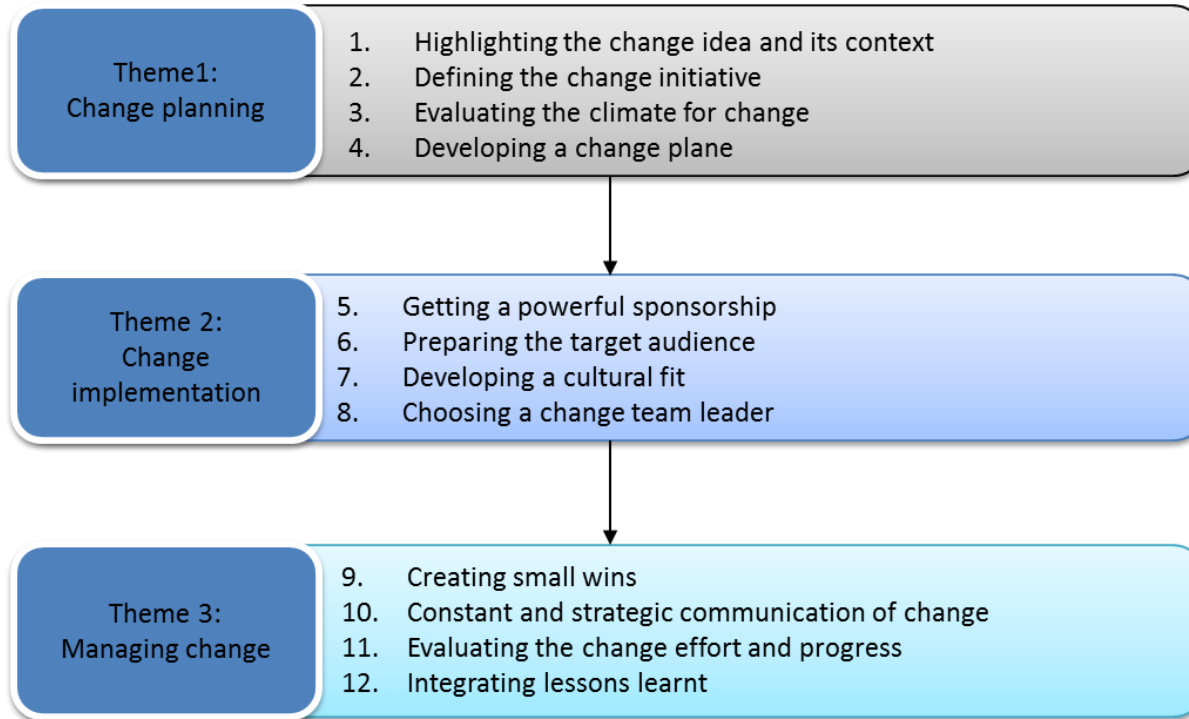 Theme1:
Change planning
1. Highlighting the change idea and its context
2. Defining the change initiative
3. Evaluating the climate for change
4. Developing a change plane
Theme 2:
Change
implementation
5. Getting a powerful sponsorship
6. Preparing the target audience
7. Developing a cultural fit
8. Choosing a change team leader
Theme 3:
Managing change
9. Creating small wins
10. Constant and strategic communication of change
11. Evaluating the change effort and progress
12. Integrating lessons learnt